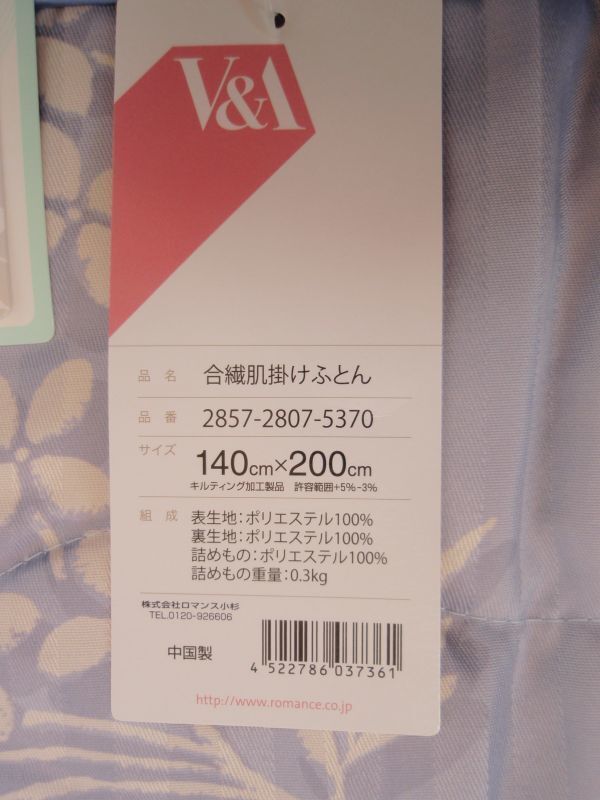 V&A
品名 合繊肌掛けふとん
品番 2857-2807-5370
サイズ 140cm×200cm
キルティング加工製品 許容範囲+5%-3%
組成 表生地:ポリエステル100%
裏生地:ポリエステル100%
詰めもの:ポリエステル100%
詰めもの重量:0.3kg
株式会社ロマンス小杉
TEL.0120-926606
中国製
4 522786 037361
http://www.romance.co.jp